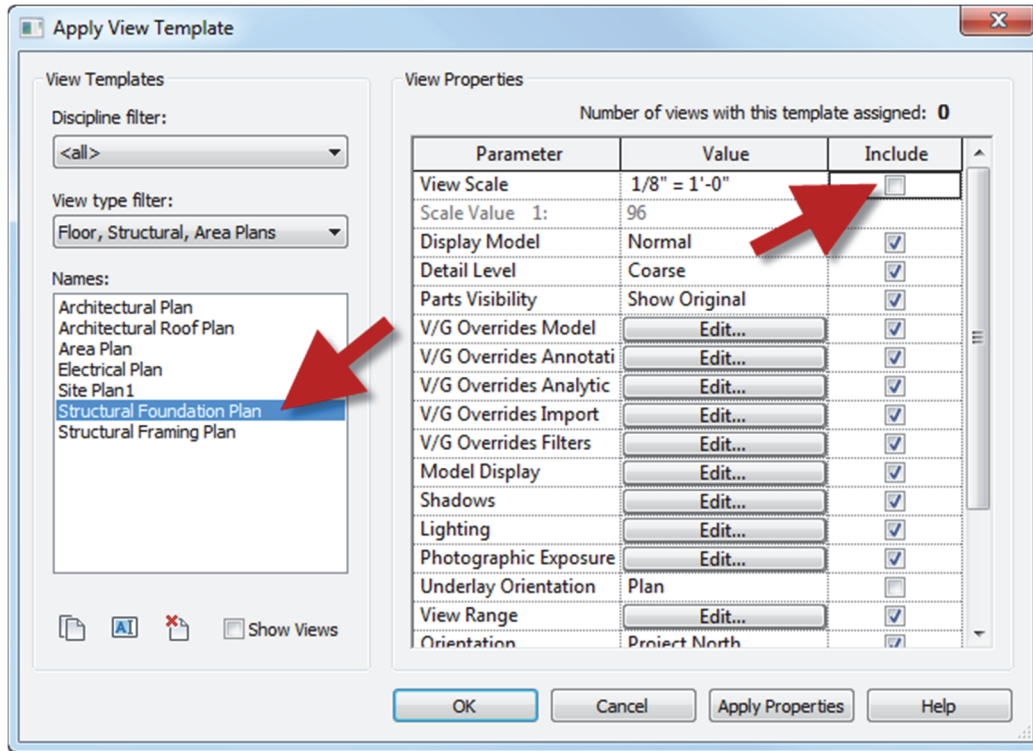 Apply View Template
View Templates
Discipline filter:
<all>
View type filter:
Floor, Structural, Area Plans
Names:
Architectural Plan
Architectural Roof Plan
Area Plan
Electrical Plan
Site Plan1
Structural Foundation Plan
Structural Framing Plan
AI
Show Views
View Properties
Number of views with this template assigned: 0
Parameter Value Include
View Scale 1/8" = 1'-0"
Scale Value 1: 96
Display Model Normal
Detail Level Coarse
Parts Visibility Show Original
V/G Overrides Model Edit...
V/G Overrides Annotati Edit...
V/G Overrides Analytic Edit...
V/G Overrides Import Edit...
V/G Overrides Filters Edit...
Model Display Edit...
Shadows Edit...
Lighting Edit...
Photographic Exposure Edit...
Underlay Orientation Plan
View Range Edit...
Orientation Project North
OK Cancel Apply Properties Help